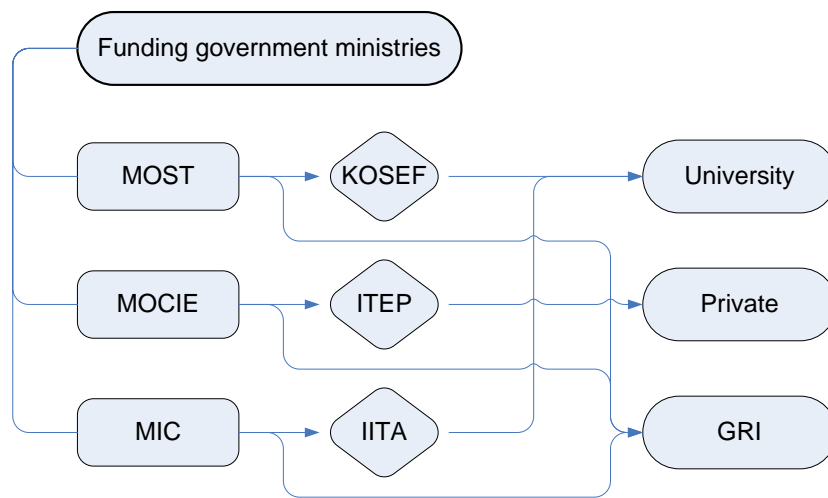 Funding government ministries
MOST
KOSEF
University
MOCIE
ITEP
Private
MIC
IITA
GRI